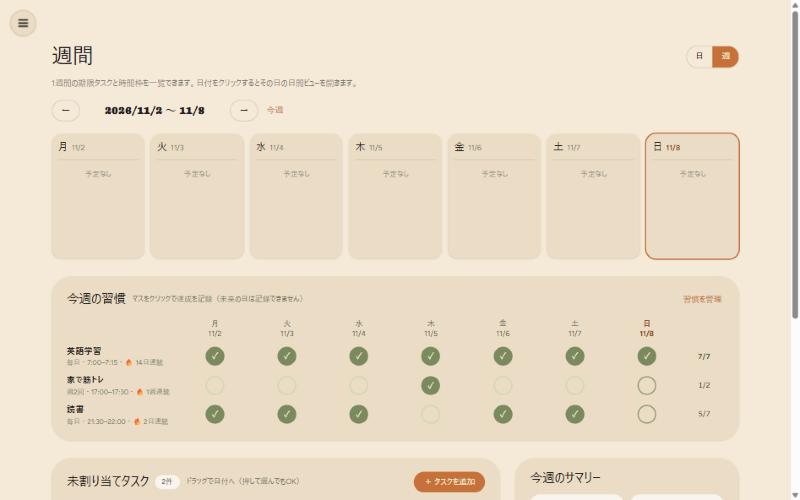 週間
日 週
1週間の期限タスクと時間枠を一覧できます。日付をクリックするとその日の日間ビューを開きます。
← 2026/11/2 〜 11/8 → 今週
月 11/2 火 11/3 水 11/4 木 11/5 金 11/6 土 11/7 日 11/8
予定なし 予定なし 予定なし 予定なし 予定なし 予定なし 予定なし
今週の習慣 マスをクリックで達成を記録（未来の日は記録できません） 習慣を管理
月 火 水 木 金 土 日
11/2 11/3 11/4 11/5 11/6 11/7 11/8
英語学習 ✓ ✓ ✓ ✓ ✓ ✓ ✓ 7/7
毎日・7:00–7:15・🔥 14日連続
家で筋トレ ✓ 1/2
週2回・17:00–17:30・🔥 1週連続
読書 ✓ ✓ ✓ ✓ ✓ 5/7
毎日・21:30–22:00・🔥 2日連続
未割り当てタスク 2件 ドラッグで日付へ（押して選んでもOK） ＋ タスクを追加
今週のサマリー